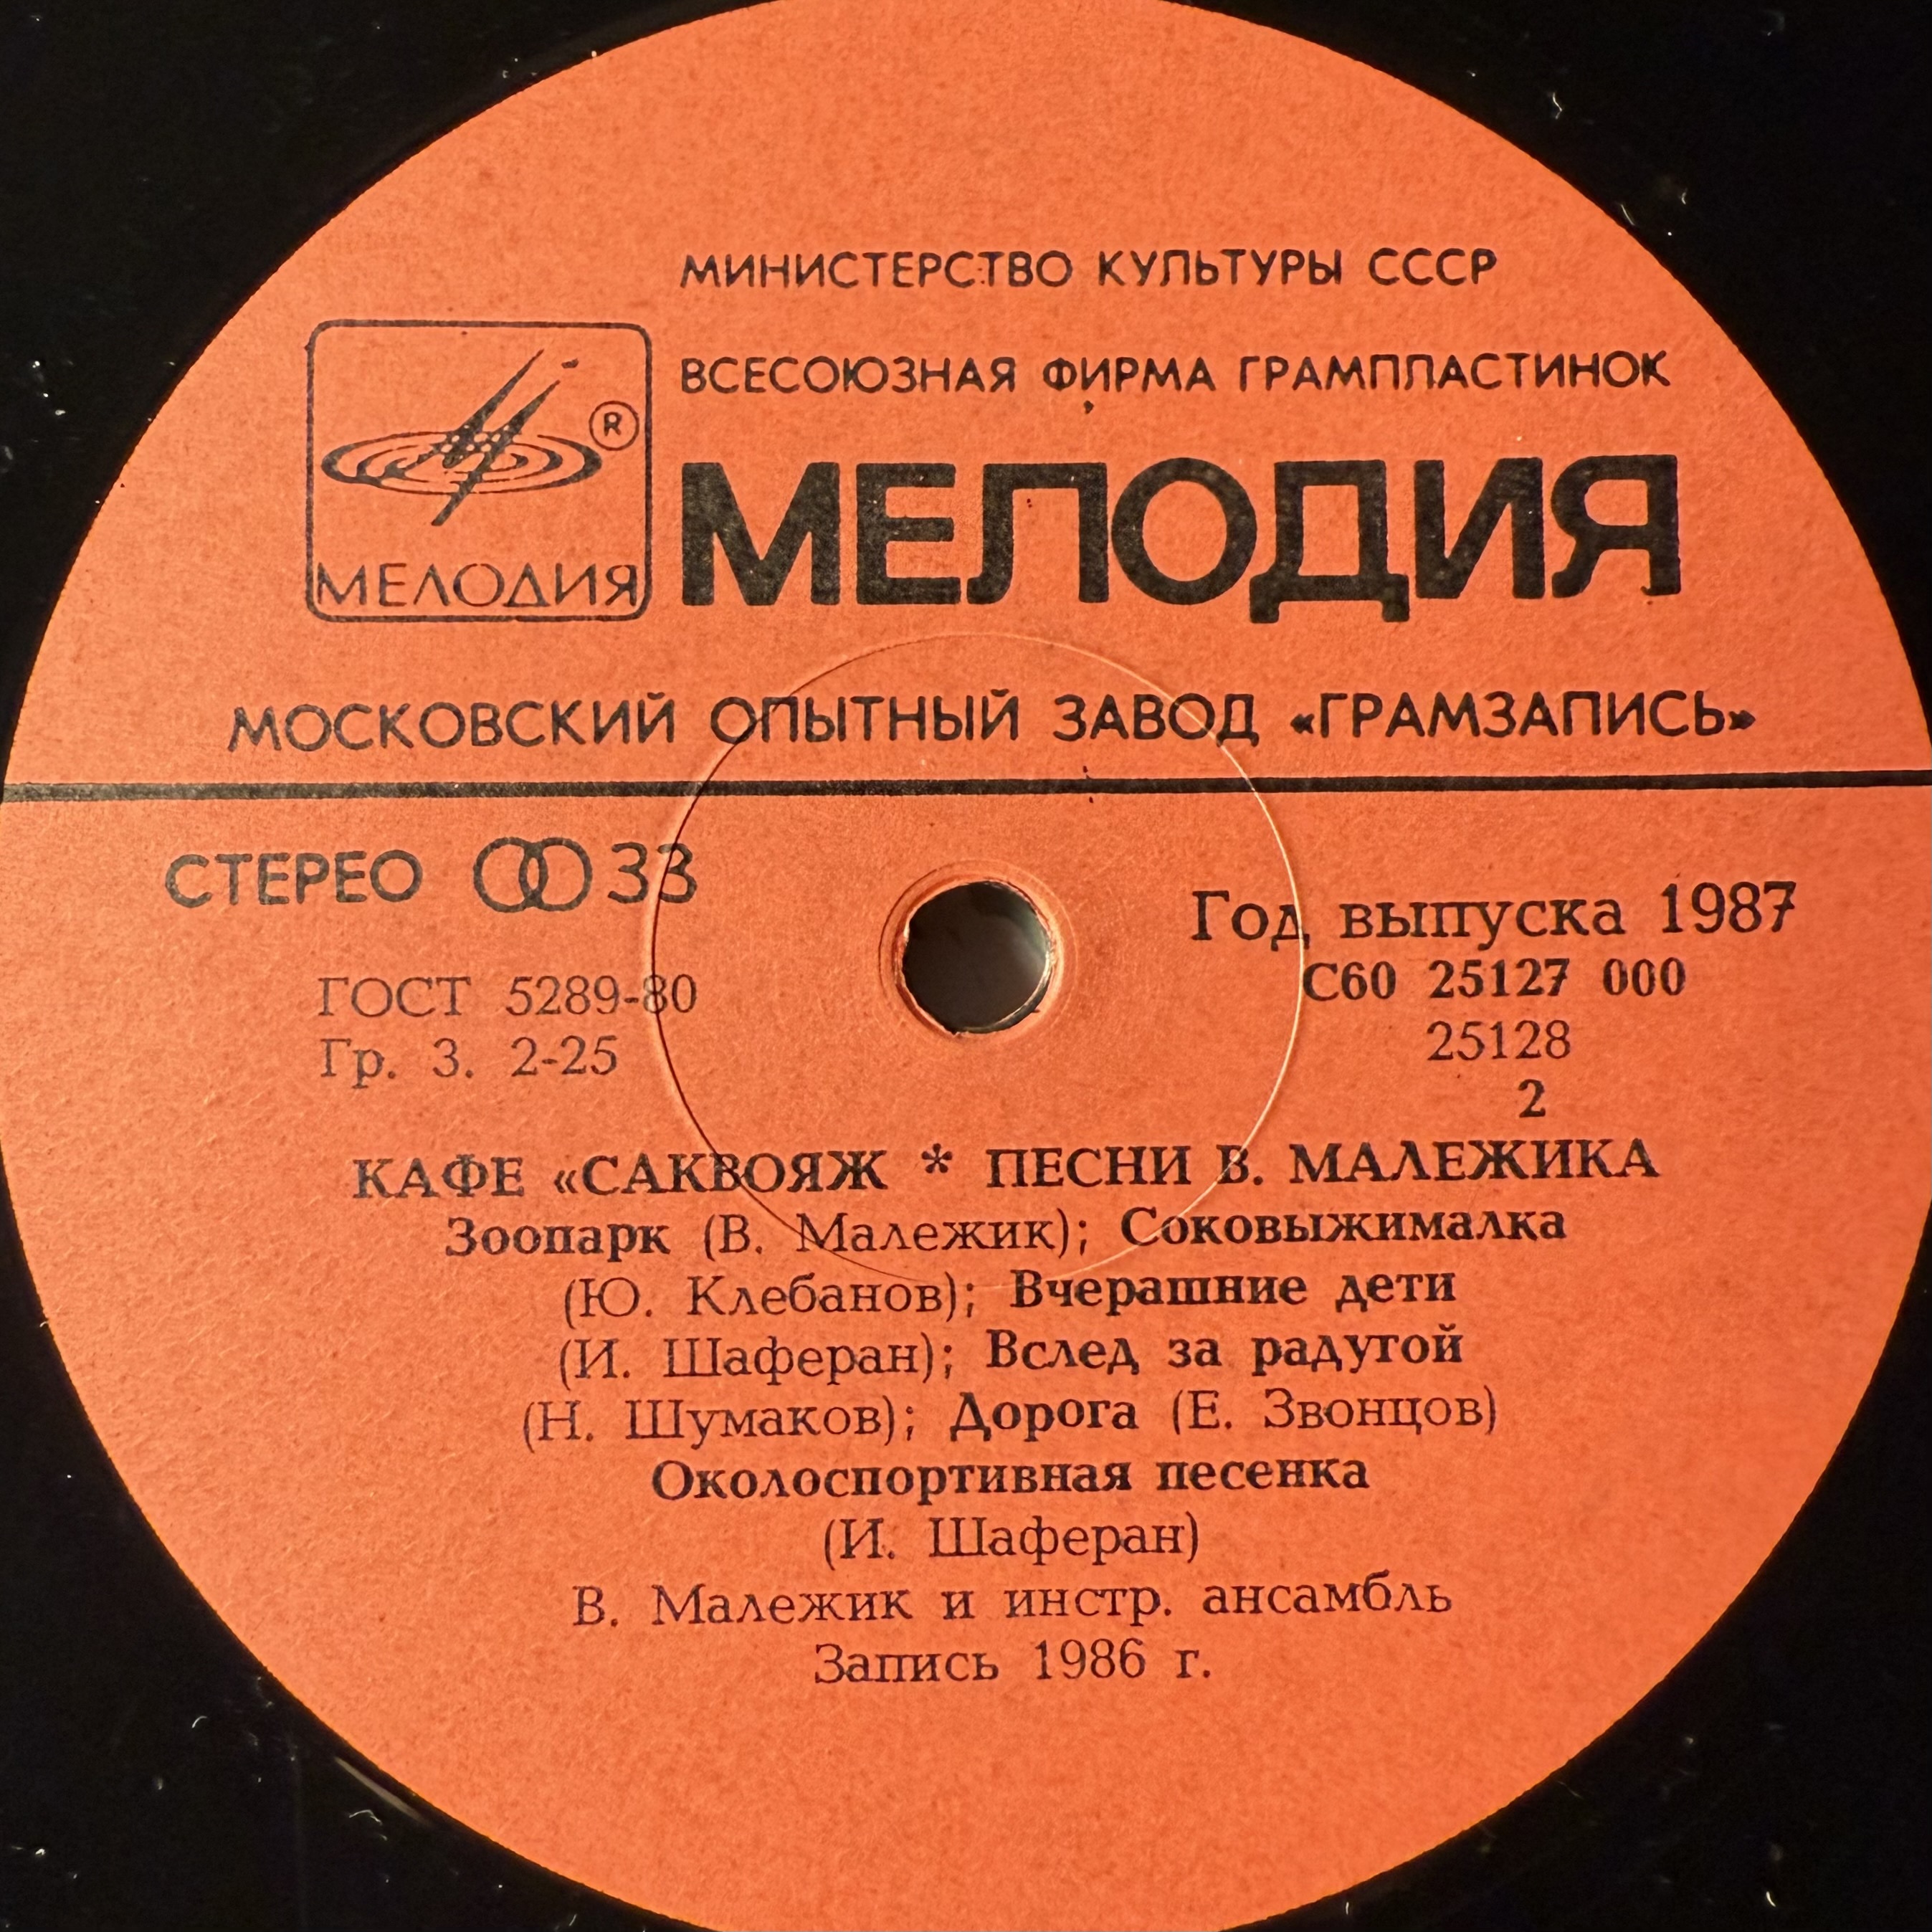 МИНИСТЕРСТВО КУЛЬТУРЫ СССР
ВСЕСОЮЗНАЯ ФИРМА ГРАМПЛАСТИНОК
®
МЕЛОДИЯ
МЕЛОДИЯ
МОСКОВСКИЙ ОПЫТНЫЙ ЗАВОД «ГРАМЗАПИСЬ»
СТЕРЕО 33
ГОСТ 5289-80
Гр. 3. 2-25
Год выпуска 1987
С60 25127 000
25128
2
КАФЕ «САКВОЯЖ * ПЕСНИ В. МАЛЕЖИКА
Зоопарк (В. Малежик); Соковыжималка
(Ю. Клебанов); Вчерашние дети
(И. Шаферан); Вслед за радугой
(Н. Шумаков); Дорога (Е. Звонцов)
Околоспортивная песенка
(И. Шаферан)
В. Малежик и инстр. ансамбль
Запись 1986 г.